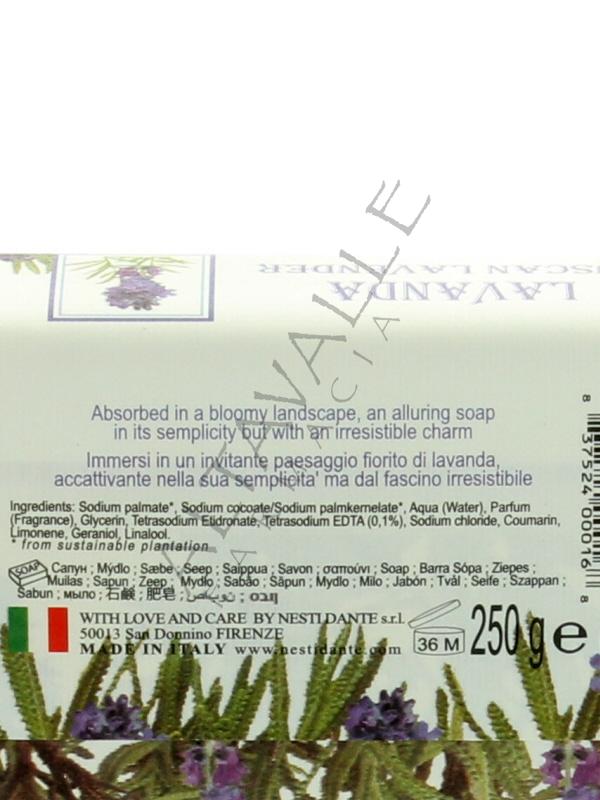 LAVANDA
TUSCAN LAVENDER
Absorbed in a bloomy landscape, an alluring soap
in its semplicity but with an irresistible charm
Immersi in un invitante paesaggio fiorito di lavanda,
accattivante nella sua semplicita' ma dal fascino irresistibile
Ingredients: Sodium palmate*, Sodium cocoate/Sodium palmkernelate*, Aqua (Water), Parfum
(Fragrance), Glycerin, Tetrasodium Etidronate, Tetrasodium EDTA (0,1%), Sodium chloride, Coumarin,
Limonene, Geraniol, Linalool.
* from sustainable plantation
SOAP Сапун ; Mýdlo ; Sæbe ; Seep ; Saippua ; Savon ; σαπούνι ; Soap ; Barra Sópa ; Ziepes ;
Muilas ; Sapun ; Zeep ; Mydło ; Sabão ; Săpun ; Mydlo ; Milo ; Jabón ; Tvål ; Seife ; Szappan ;
Sabun ; мыло ; 石鹸 ; 肥皂 ;
WITH LOVE AND CARE BY NESTI DANTE s.r.l.
50013 San Donnino FIRENZE
MADE IN ITALY www.nestidante.com
36 M
250 g e
8 37524 00016 8
FARMACIA